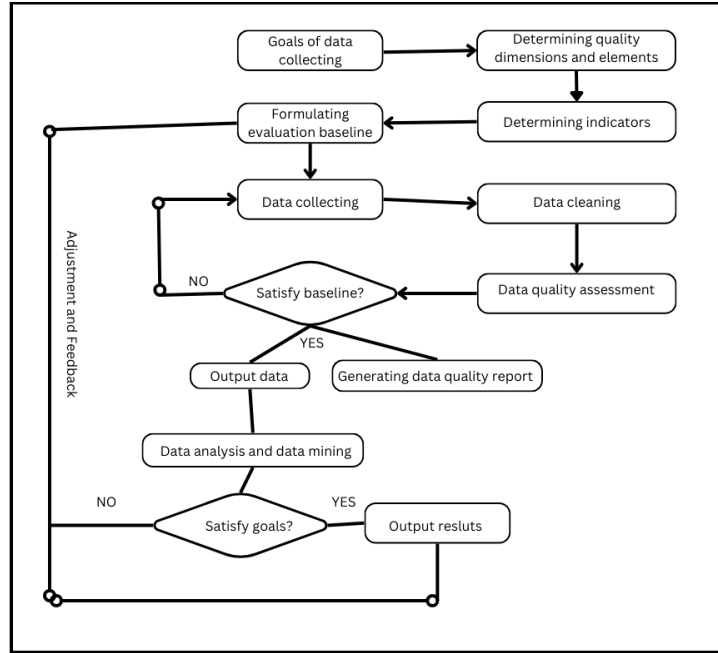 Goals of data
collecting
Determining quality
dimensions and elements
Formulating
evaluation baseline
Determining indicators
Data collecting
Data cleaning
Adjustment and Feedback
NO
Satisfy baseline?
Data quality assessment
YES
Output data
Generating data quality report
Data analysis and data mining
NO
Satisfy goals?
YES
Output resluts